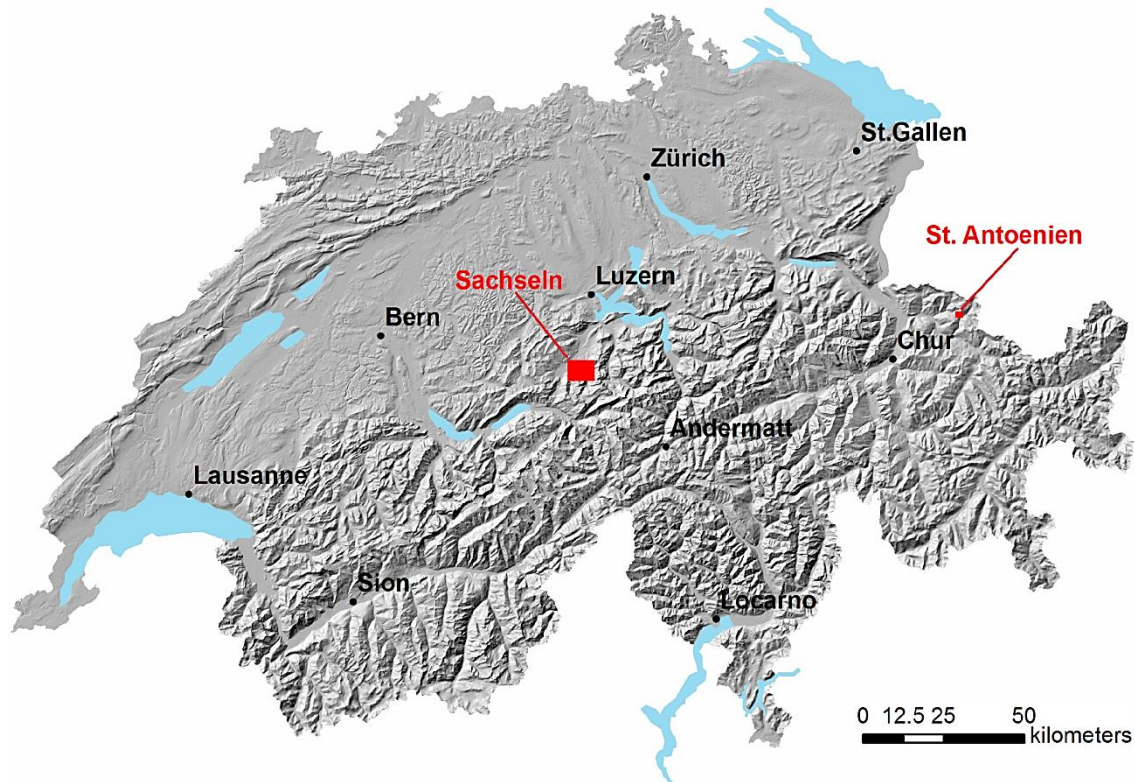 St.Gallen
Zürich
St. Antoenien
Sachseln
Luzern
Bern
Chur
Andermatt
Lausanne
Sion
Locarno
0 12.5 25 50
kilometers